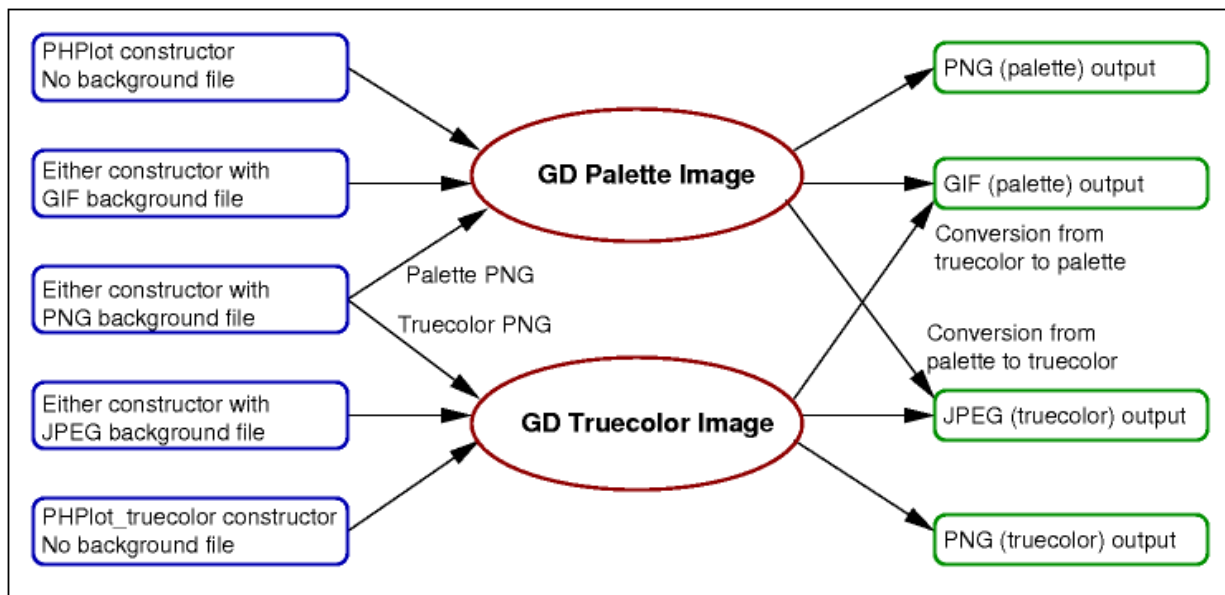 PHPlot constructor
No background file
Either constructor with
GIF background file
Either constructor with
PNG background file
Either constructor with
JPEG background file
PHPlot_truecolor constructor
No background file
Palette PNG
Truecolor PNG
GD Palette Image
GD Truecolor Image
PNG (palette) output
GIF (palette) output
Conversion from
truecolor to palette
Conversion from
palette to truecolor
JPEG (truecolor) output
PNG (truecolor) output